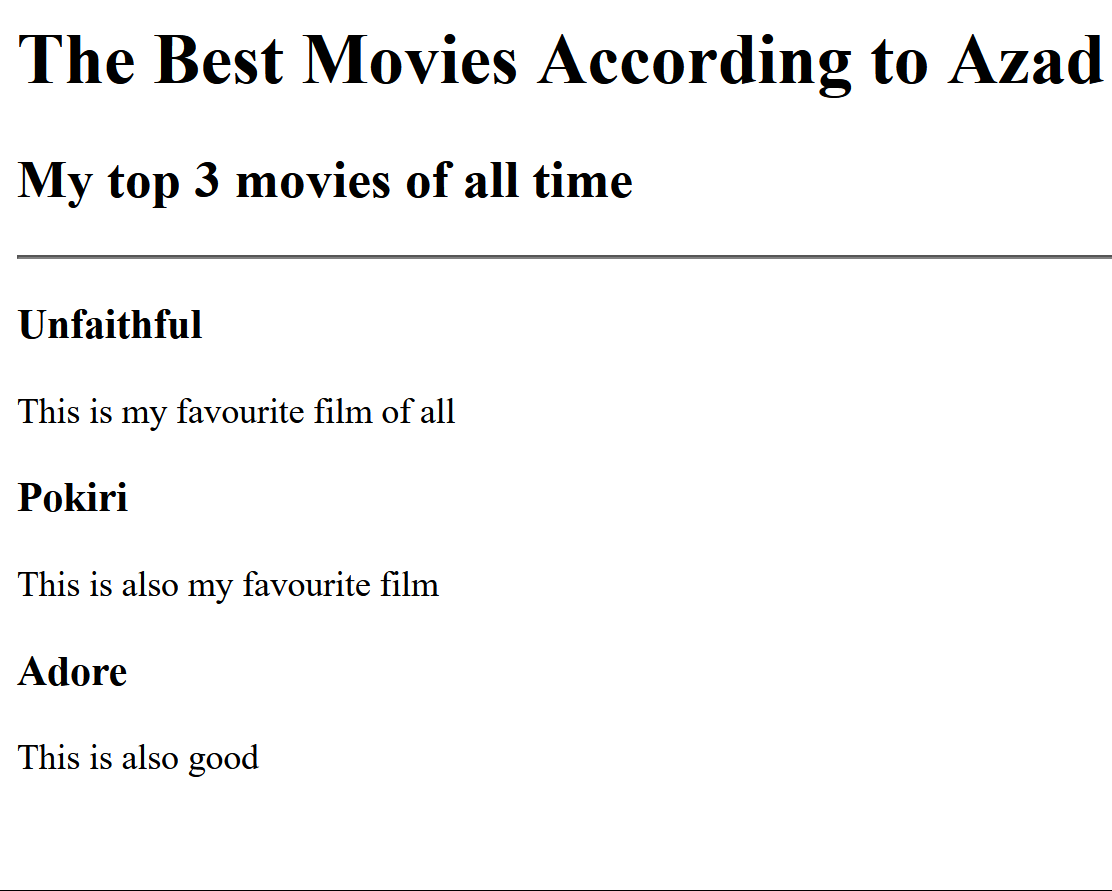 The Best Movies According to Azad
My top 3 movies of all time
Unfaithful
This is my favourite film of all
Pokiri
This is also my favourite film
Adore
This is also good